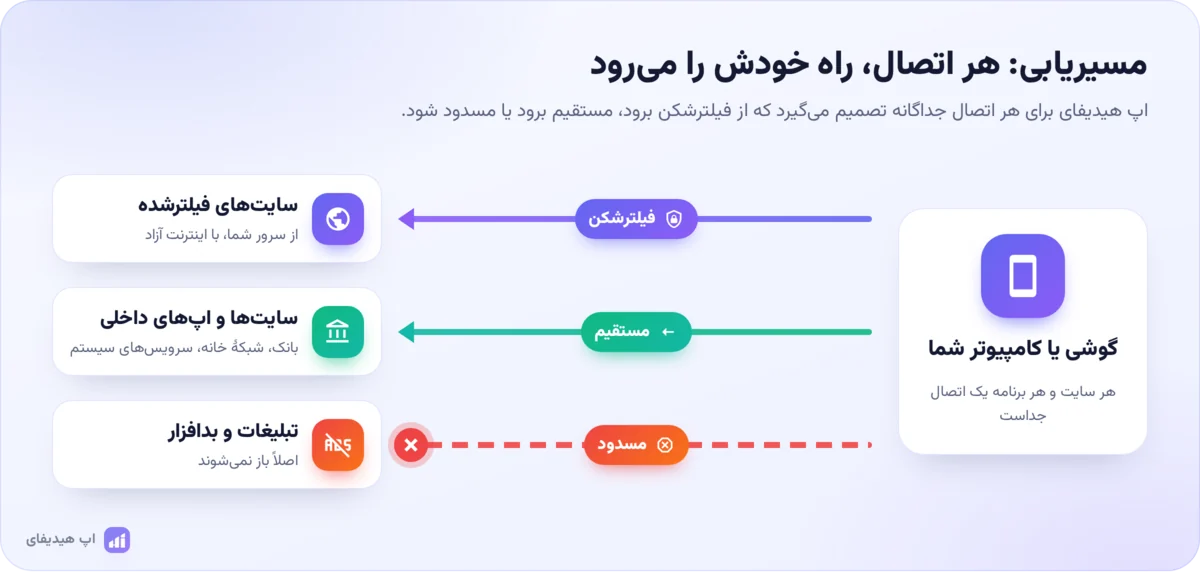 مسیریابی: هر اتصال، راه خودش را می‌رود
اپ هیدیفای برای هر اتصال جداگانه تصمیم می‌گیرد که از فیلترشکن برود، مستقیم برود یا مسدود شود.
گوشی یا کامپیوتر شما
هر سایت و هر برنامه یک اتصال
جداست
فیلترشکن
سایت‌های فیلترشده
از سرور شما، با اینترنت آزاد
مستقیم
سایت‌ها و اپ‌های داخلی
بانک، شبکهٔ خانه، سرویس‌های سیستم
مسدود
ADS
تبلیغات و بدافزار
اصلاً باز نمی‌شوند
اپ هیدیفای